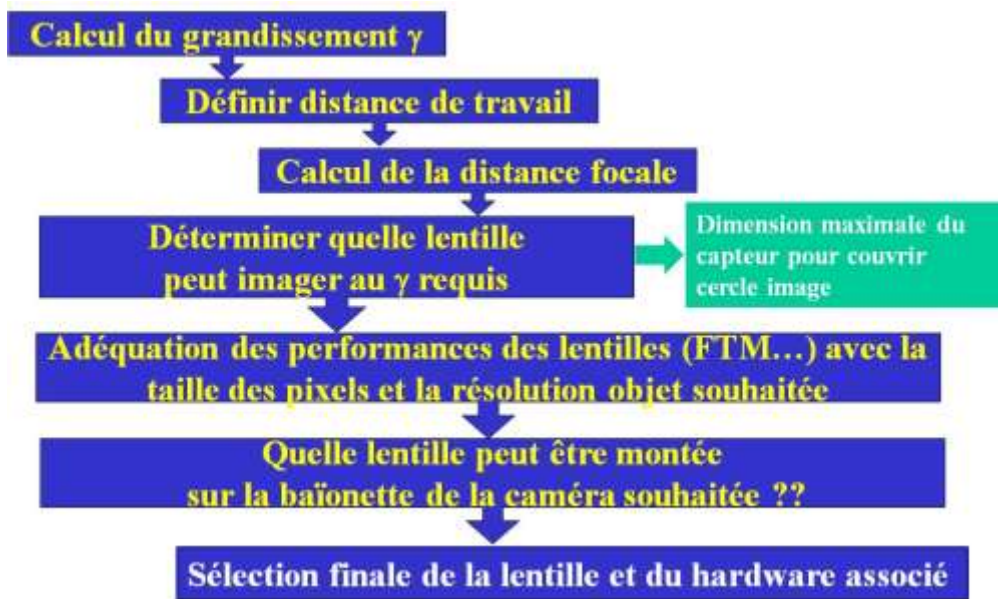 Calcul du grandissement γ
Définir distance de travail
Calcul de la distance focale
Déterminer quelle lentille
peut imager au γ requis
Dimension maximale du
capteur pour couvrir
cercle image
Adéquation des performances des lentilles (FTM…) avec la
taille des pixels et la résolution objet souhaitée
Quelle lentille peut être montée
sur la baïonette de la caméra souhaitée ??
Sélection finale de la lentille et du hardware associé